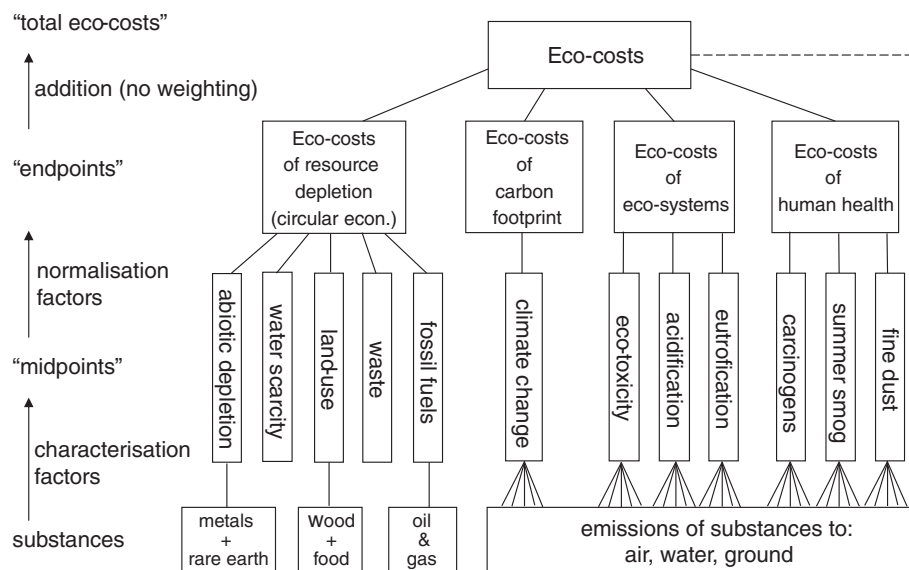 "total eco-costs"
addition (no weighting)
"endpoints"
normalisation
factors
"midpoints"
characterisation
factors
substances
Eco-costs
Eco-costs
of resource
depletion
(circular econ.)
Eco-costs
of
carbon
footprint
Eco-costs
of
eco-systems
Eco-costs
of
human health
abiotic depletion
water scarcity
land-use
waste
fossil fuels
climate change
eco-toxicity
acidification
eutrofication
carcinogens
summer smog
fine dust
metals
+
rare earth
wood
+
food
oil
&
gas
emissions of substances to:
air, water, ground